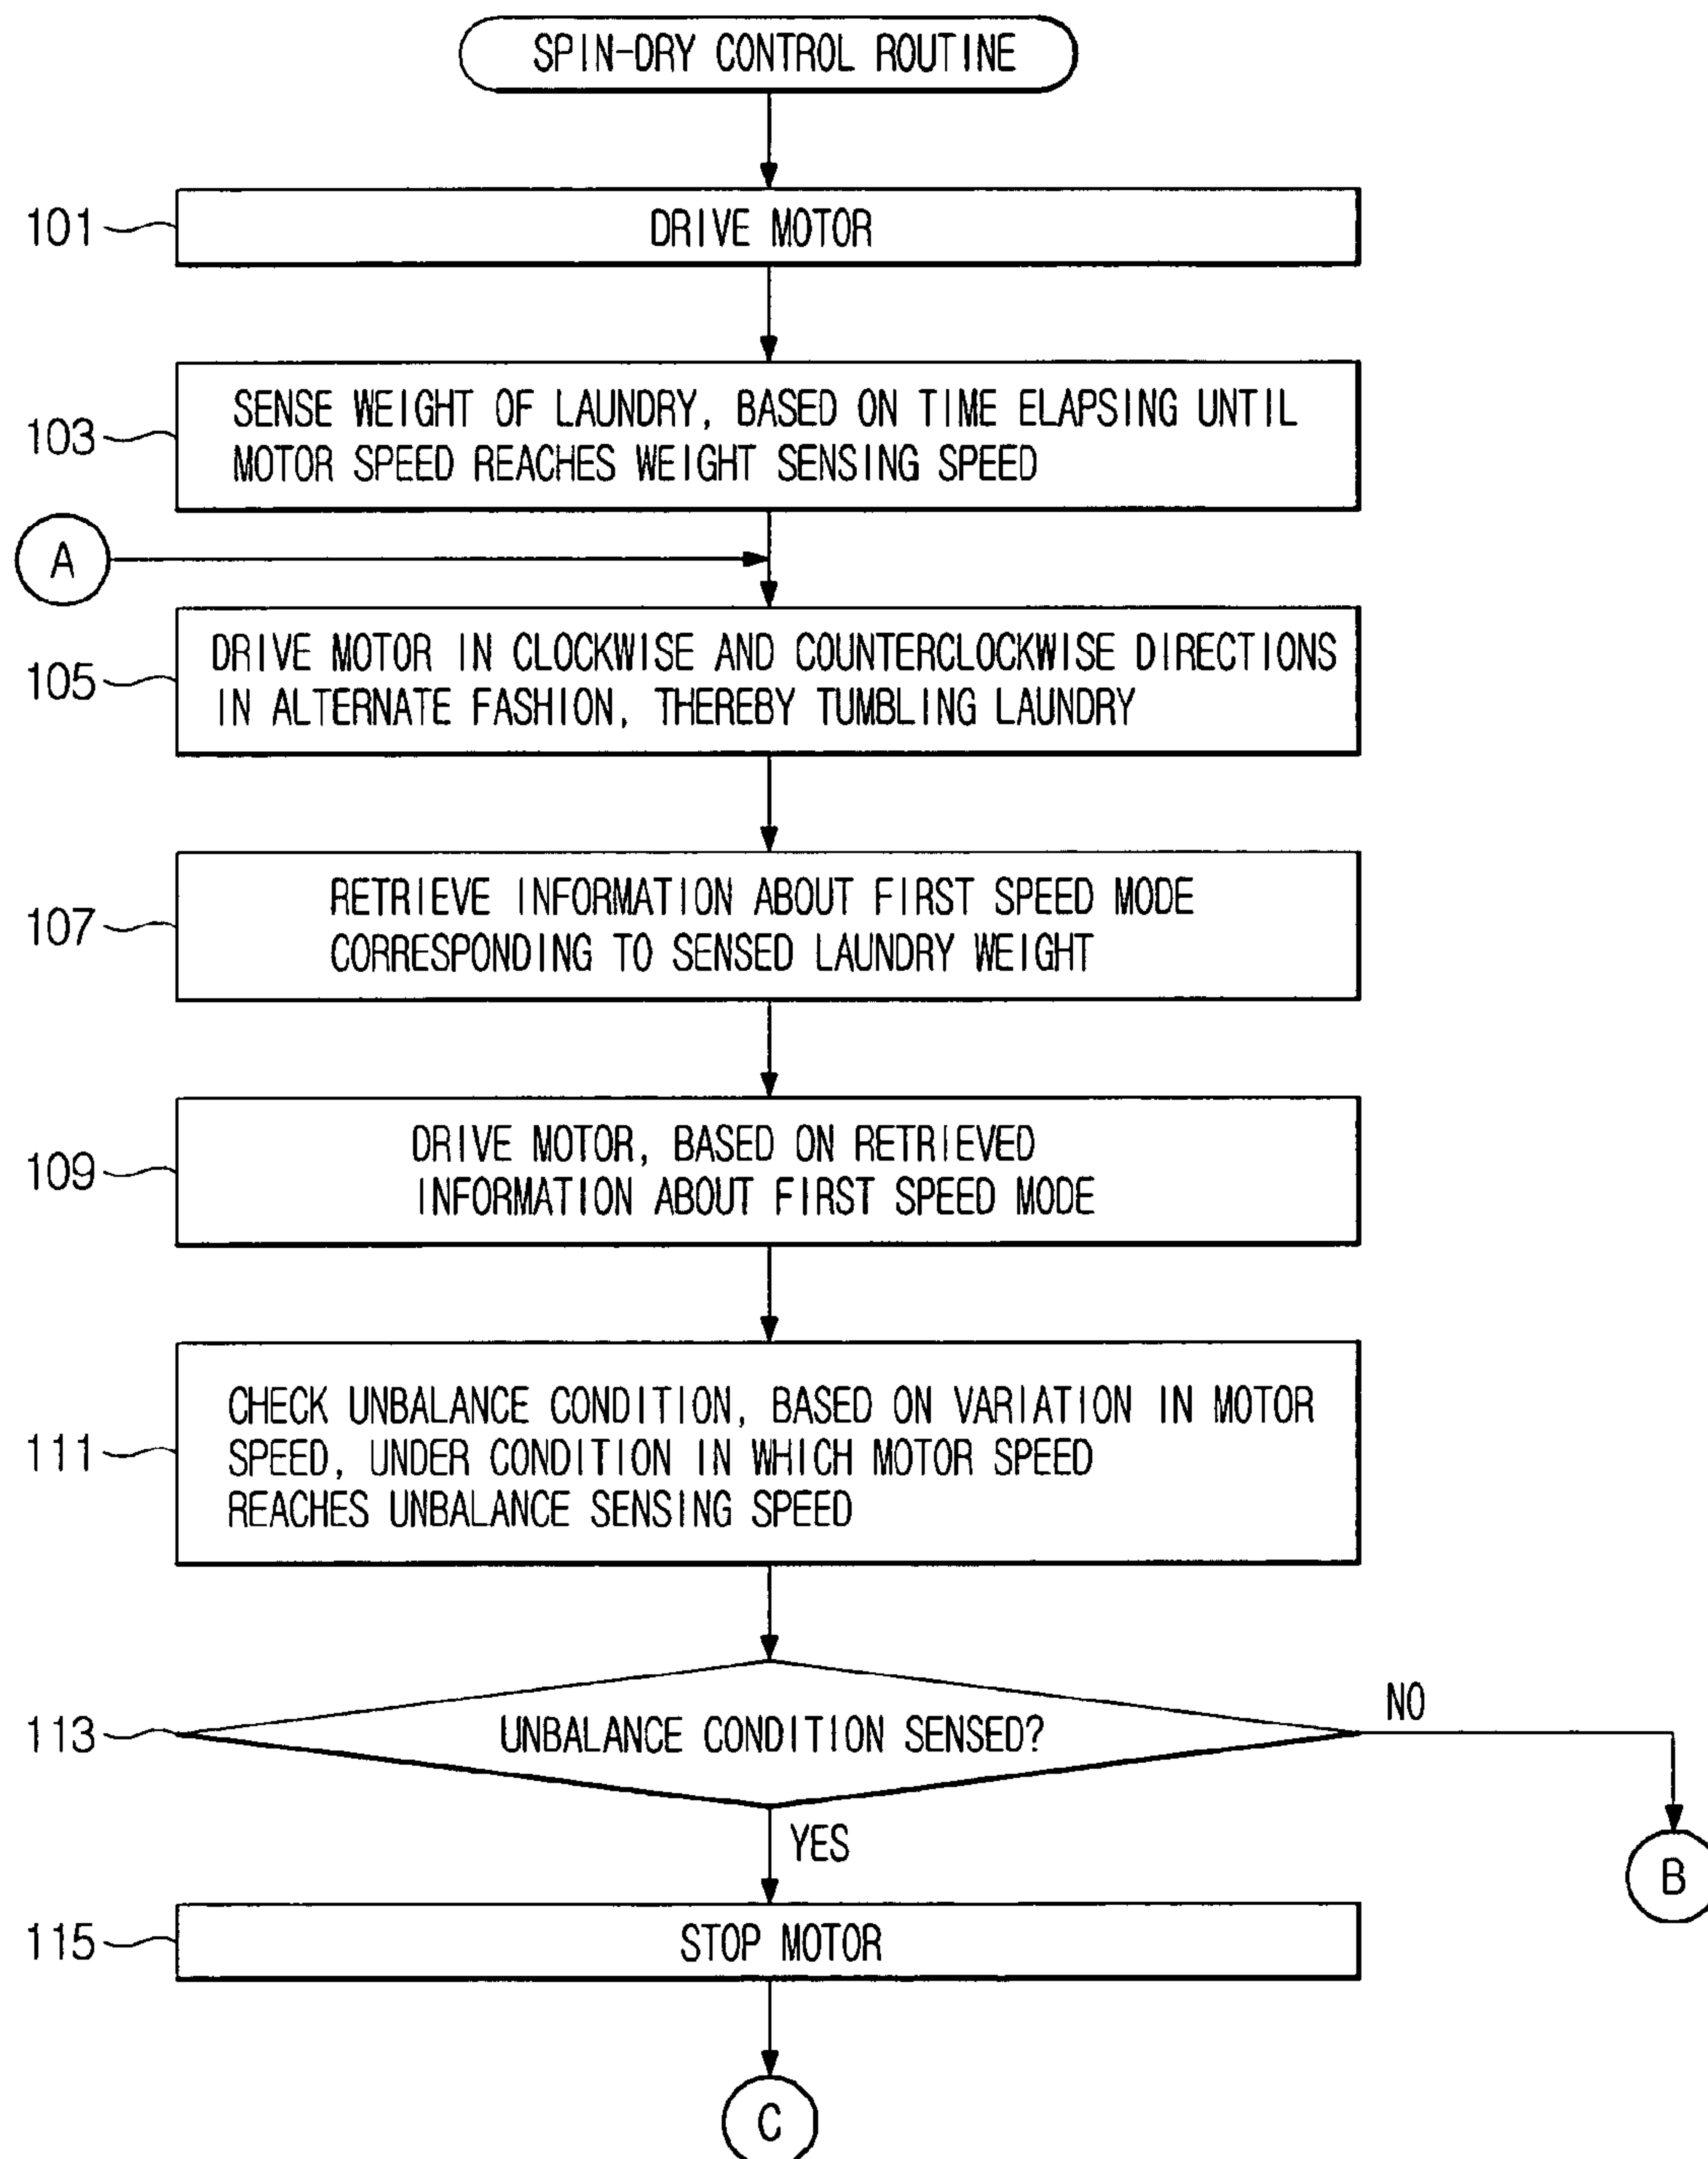 SPIN-DRY CONTROL ROUTINE
101
DRIVE MOTOR
103
SENSE WEIGHT OF LAUNDRY, BASED ON TIME ELAPSING UNTIL
MOTOR SPEED REACHES WEIGHT SENSING SPEED
A
105
DRIVE MOTOR IN CLOCKWISE AND COUNTERCLOCKWISE DIRECTIONS
IN ALTERNATE FASHION, THEREBY TUMBLING LAUNDRY
107
RETRIEVE INFORMATION ABOUT FIRST SPEED MODE
CORRESPONDING TO SENSED LAUNDRY WEIGHT
109
DRIVE MOTOR, BASED ON RETRIEVED
INFORMATION ABOUT FIRST SPEED MODE
111
CHECK UNBALANCE CONDITION, BASED ON VARIATION IN MOTOR
SPEED, UNDER CONDITION IN WHICH MOTOR SPEED
REACHES UNBALANCE SENSING SPEED
113
UNBALANCE CONDITION SENSED?
NO
YES
B
115
STOP MOTOR
C